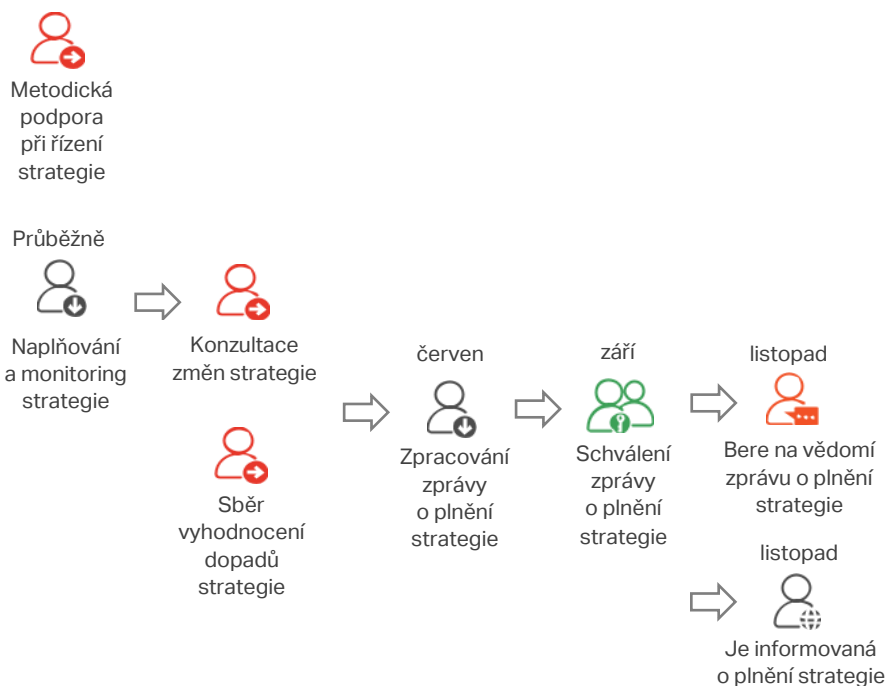 Metodická
podpora
při řízení
strategie
Průběžně
Naplňování
a monitoring
strategie
Konzultace
změn strategie
Sběr
vyhodnocení
dopadů
strategie
červen
Zpracování
zprávy
o plnění
strategie
září
Schválení
zprávy
o plnění
strategie
listopad
Bere na vědomí
zprávu o plnění
strategie
listopad
Je informovaná
o plnění strategie